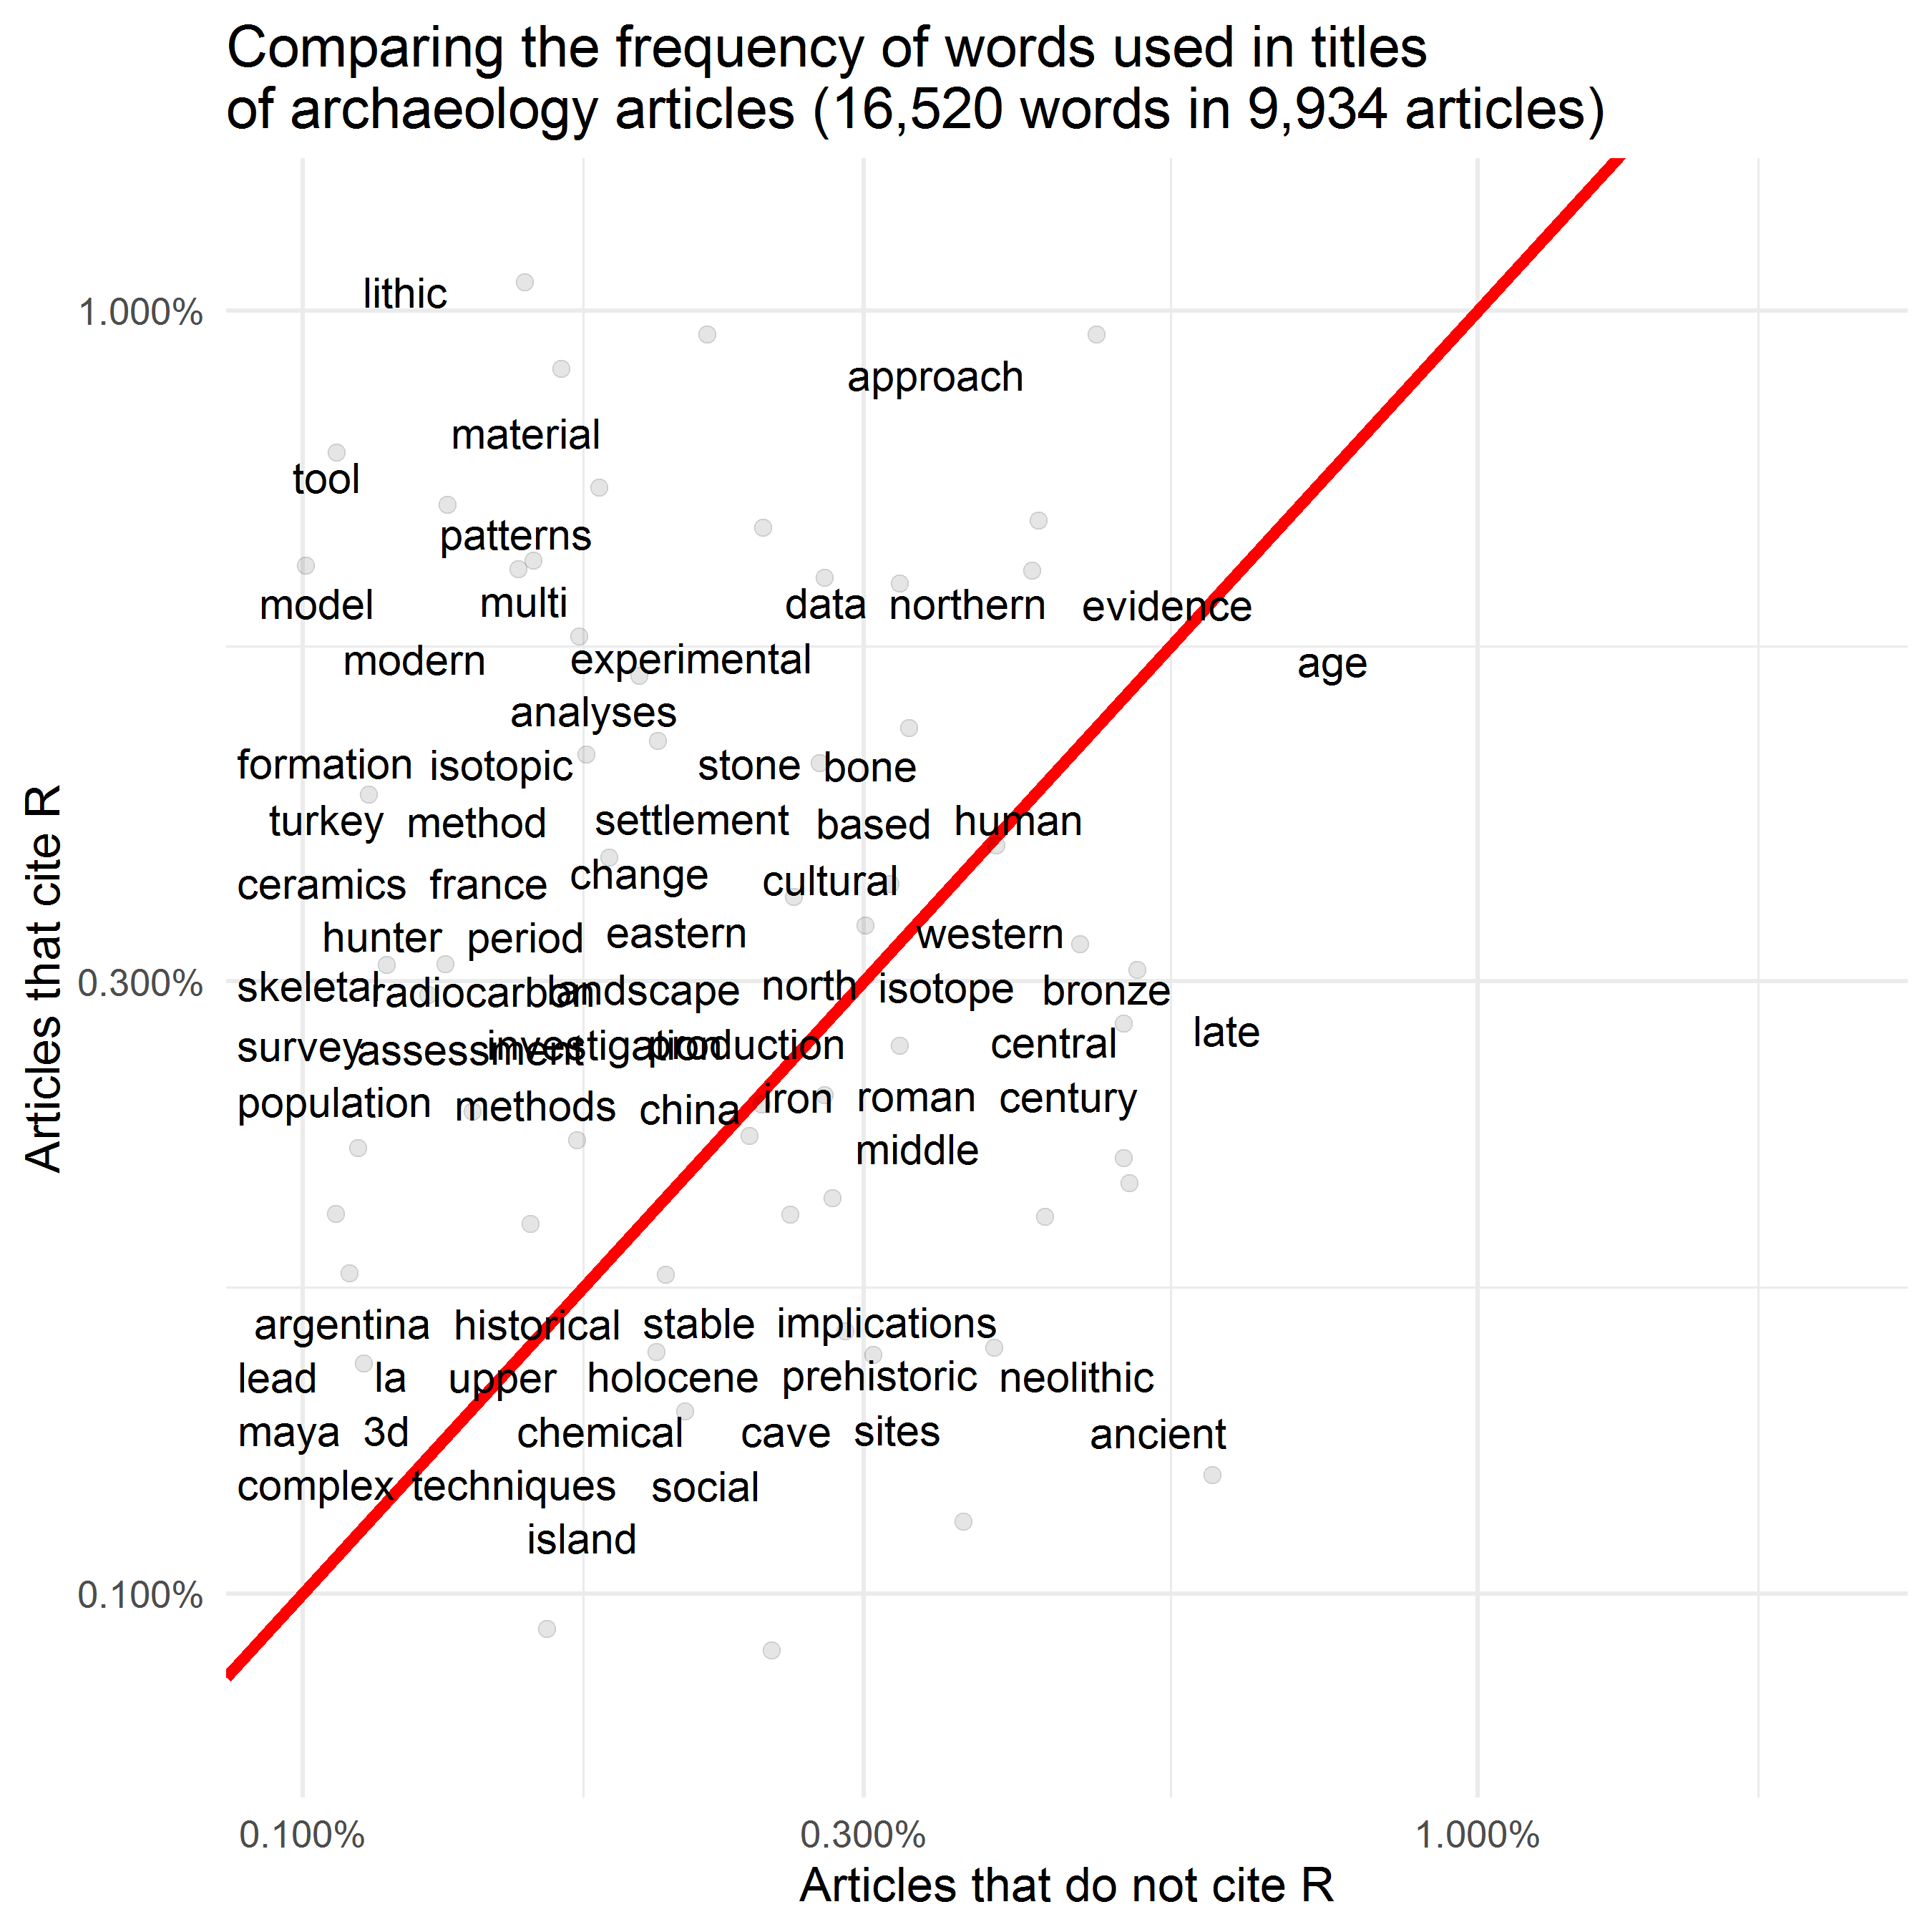 Comparing the frequency of words used in titles
of archaeology articles (16,520 words in 9,934 articles)
lithic
1.000%
approach
material
tool
patterns
model multi data northern evidence
modern experimental age
analyses
formation isotopic stone bone
turkey method settlement based human
ceramics france change cultural
hunter period eastern western
0.300% skeletal radiocarbon landscape north isotope bronze
late
survey assessment investigation production central
population methods china iron roman century
middle
argentina historical stable implications
lead la upper holocene prehistoric neolithic
maya 3d chemical cave sites ancient
complex techniques social
island
0.100%
Articles that cite R
0.100% 0.300% 1.000%
Articles that do not cite R